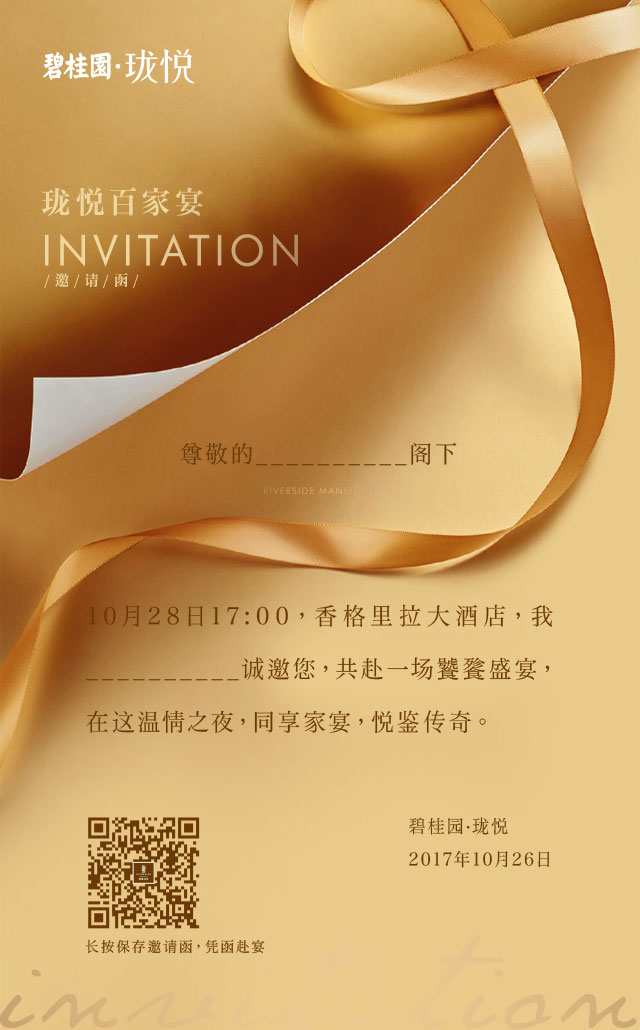 碧桂园·珑悦
珑悦百家宴
INVITATION
/邀/请/函/
尊敬的__________阁下
RIVERSIDE MANSIONS
10月28日17:00，香格里拉大酒店，我
__________诚邀您，共赴一场饕餮盛宴，
在这温情之夜，同享家宴，悦鉴传奇。
碧桂园·珑悦
2017年10月26日
长按保存邀请函，凭函赴宴
invitation